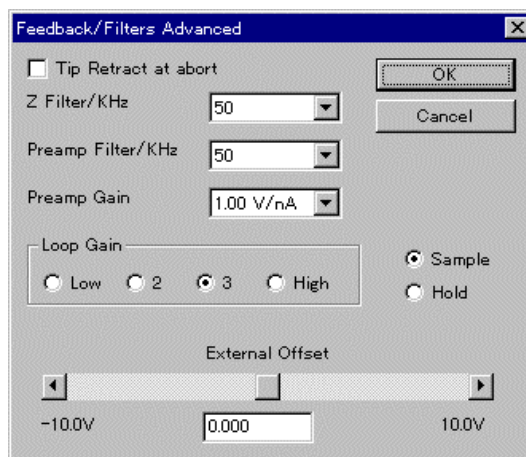 Feedback/Filters Advanced
Tip Retract at abort
OK
Z Filter/KHz
50
Cancel
Preamp Filter/KHz
50
Preamp Gain
1.00 V/nA
Loop Gain
Low 2 3 High
Sample
Hold
External Offset
-10.0V
0.000
10.0V